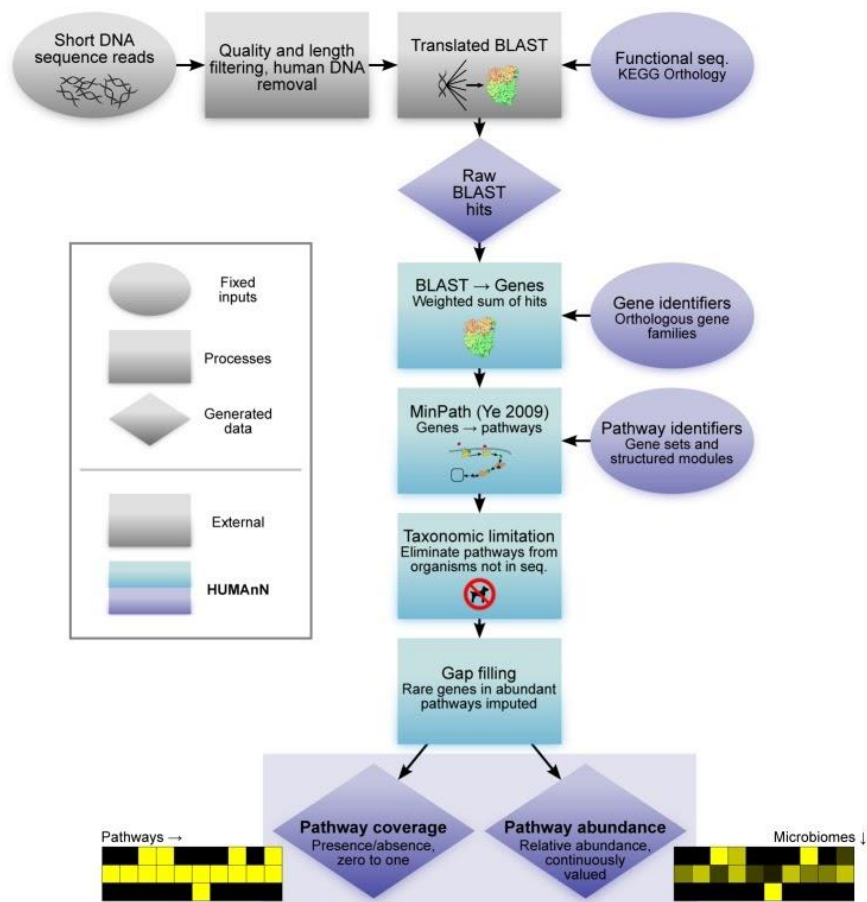 Short DNA
sequence reads
Quality and length
filtering, human DNA
removal
Translated BLAST
Functional seq.
KEGG Orthology
Raw
BLAST
hits
Fixed
inputs
Processes
Generated
data
External
HUMAnN
BLAST → Genes
Weighted sum of hits
Gene identifiers
Orthologous gene
families
MinPath (Ye 2009)
Genes → pathways
Pathway identifiers
Gene sets and
structured modules
Taxonomic limitation
Eliminate pathways from
organisms not in seq.
Gap filling
Rare genes in abundant
pathways imputed
Pathways →
Pathway coverage
Presence/absence,
zero to one
Pathway abundance
Relative abundance,
continuously
valued
Microbiomes ↓